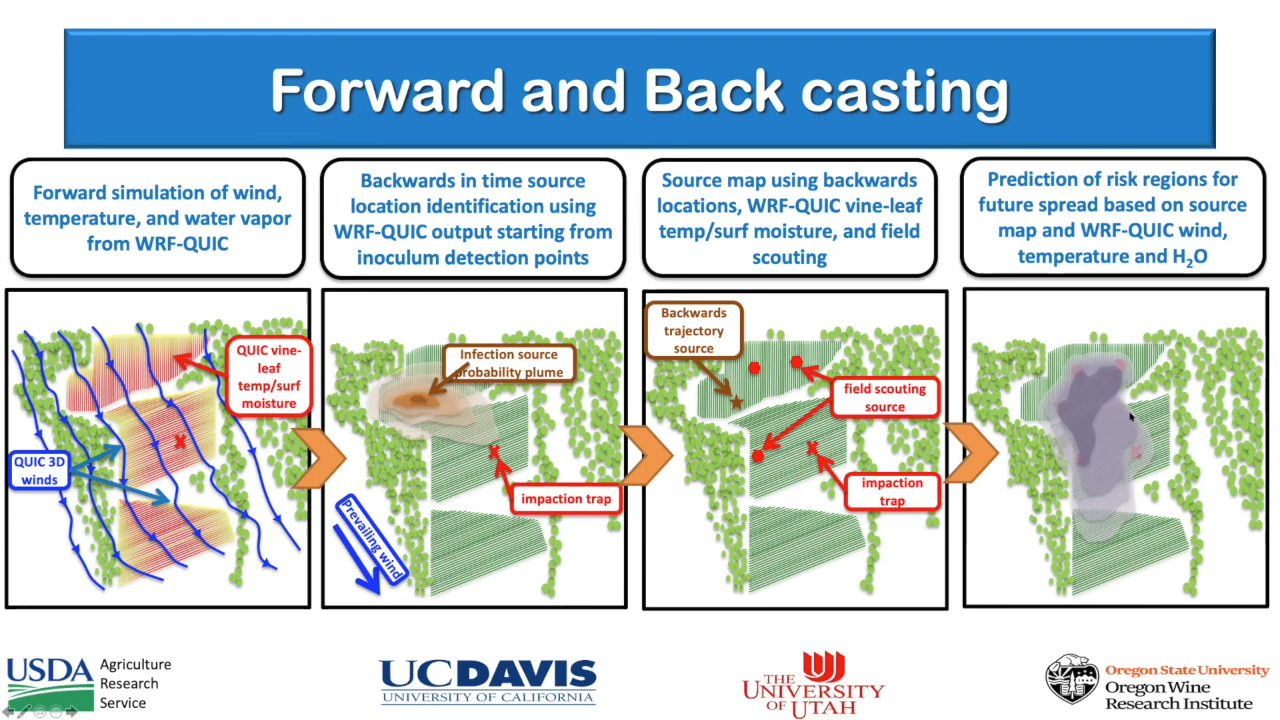 Forward and Back casting
Forward simulation of wind,
temperature, and water vapor
from WRF-QUIC
Backwards in time source
location identification using
WRF-QUIC output starting from
inoculum detection points
Source map using backwards
locations, WRF-QUIC vine-leaf
temp/surf moisture, and field
scouting
Prediction of risk regions for
future spread based on source
map and WRF-QUIC wind,
temperature and H₂O
QUIC vine-
leaf
temp/surf
moisture
QUIC 3D
winds
Infection source
probability plume
impaction trap
Prevailing wind
Backwards
trajectory
source
field scouting
source
impaction
trap
USDA
Agriculture
Research
Service
UCDAVIS
UNIVERSITY OF CALIFORNIA
THE
UNIVERSITY
OF UTAH
Oregon State University
Oregon Wine
Research Institute